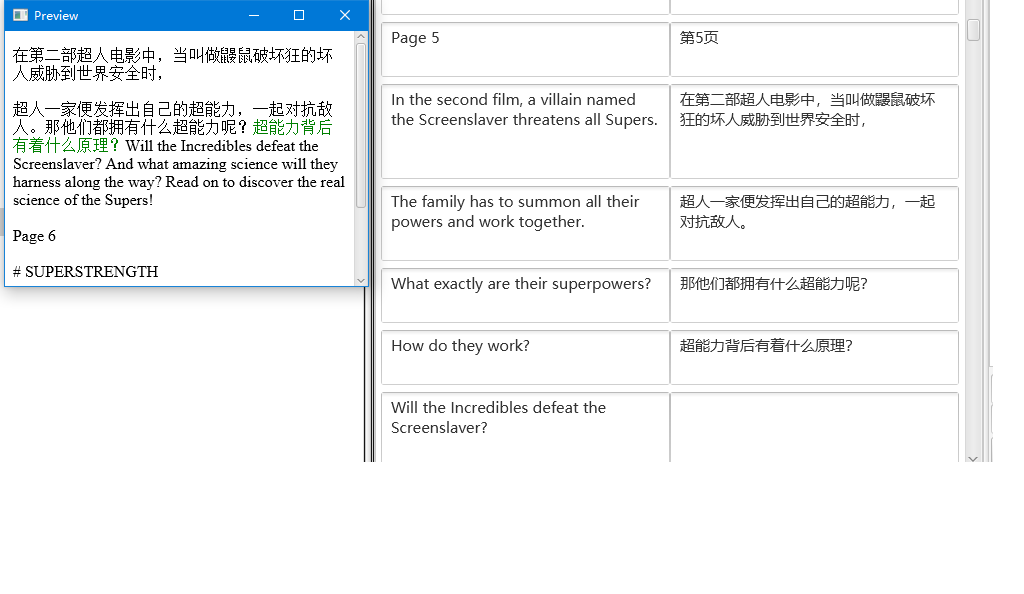 Preview
在第二部超人电影中，当叫做鼹鼠破坏狂的坏
人威胁到世界安全时，
超人一家便发挥出自己的超能力，一起对抗敌
人。那他们都拥有什么超能力呢？超能力背后
有着什么原理？Will the Incredibles defeat the
Screenslaver? And what amazing science will they
harness along the way? Read on to discover the real
science of the Supers!
Page 6
# SUPERSTRENGTH
Page 5
第5页
In the second film, a villain named
the Screenslaver threatens all Supers.
在第二部超人电影中，当叫做鼹鼠破坏
狂的坏人威胁到世界安全时，
The family has to summon all their
powers and work together.
超人一家便发挥出自己的超能力，一起
对抗敌人。
What exactly are their superpowers?
那他们都拥有什么超能力呢？
How do they work?
超能力背后有着什么原理？
Will the Incredibles defeat the
Screenslaver?